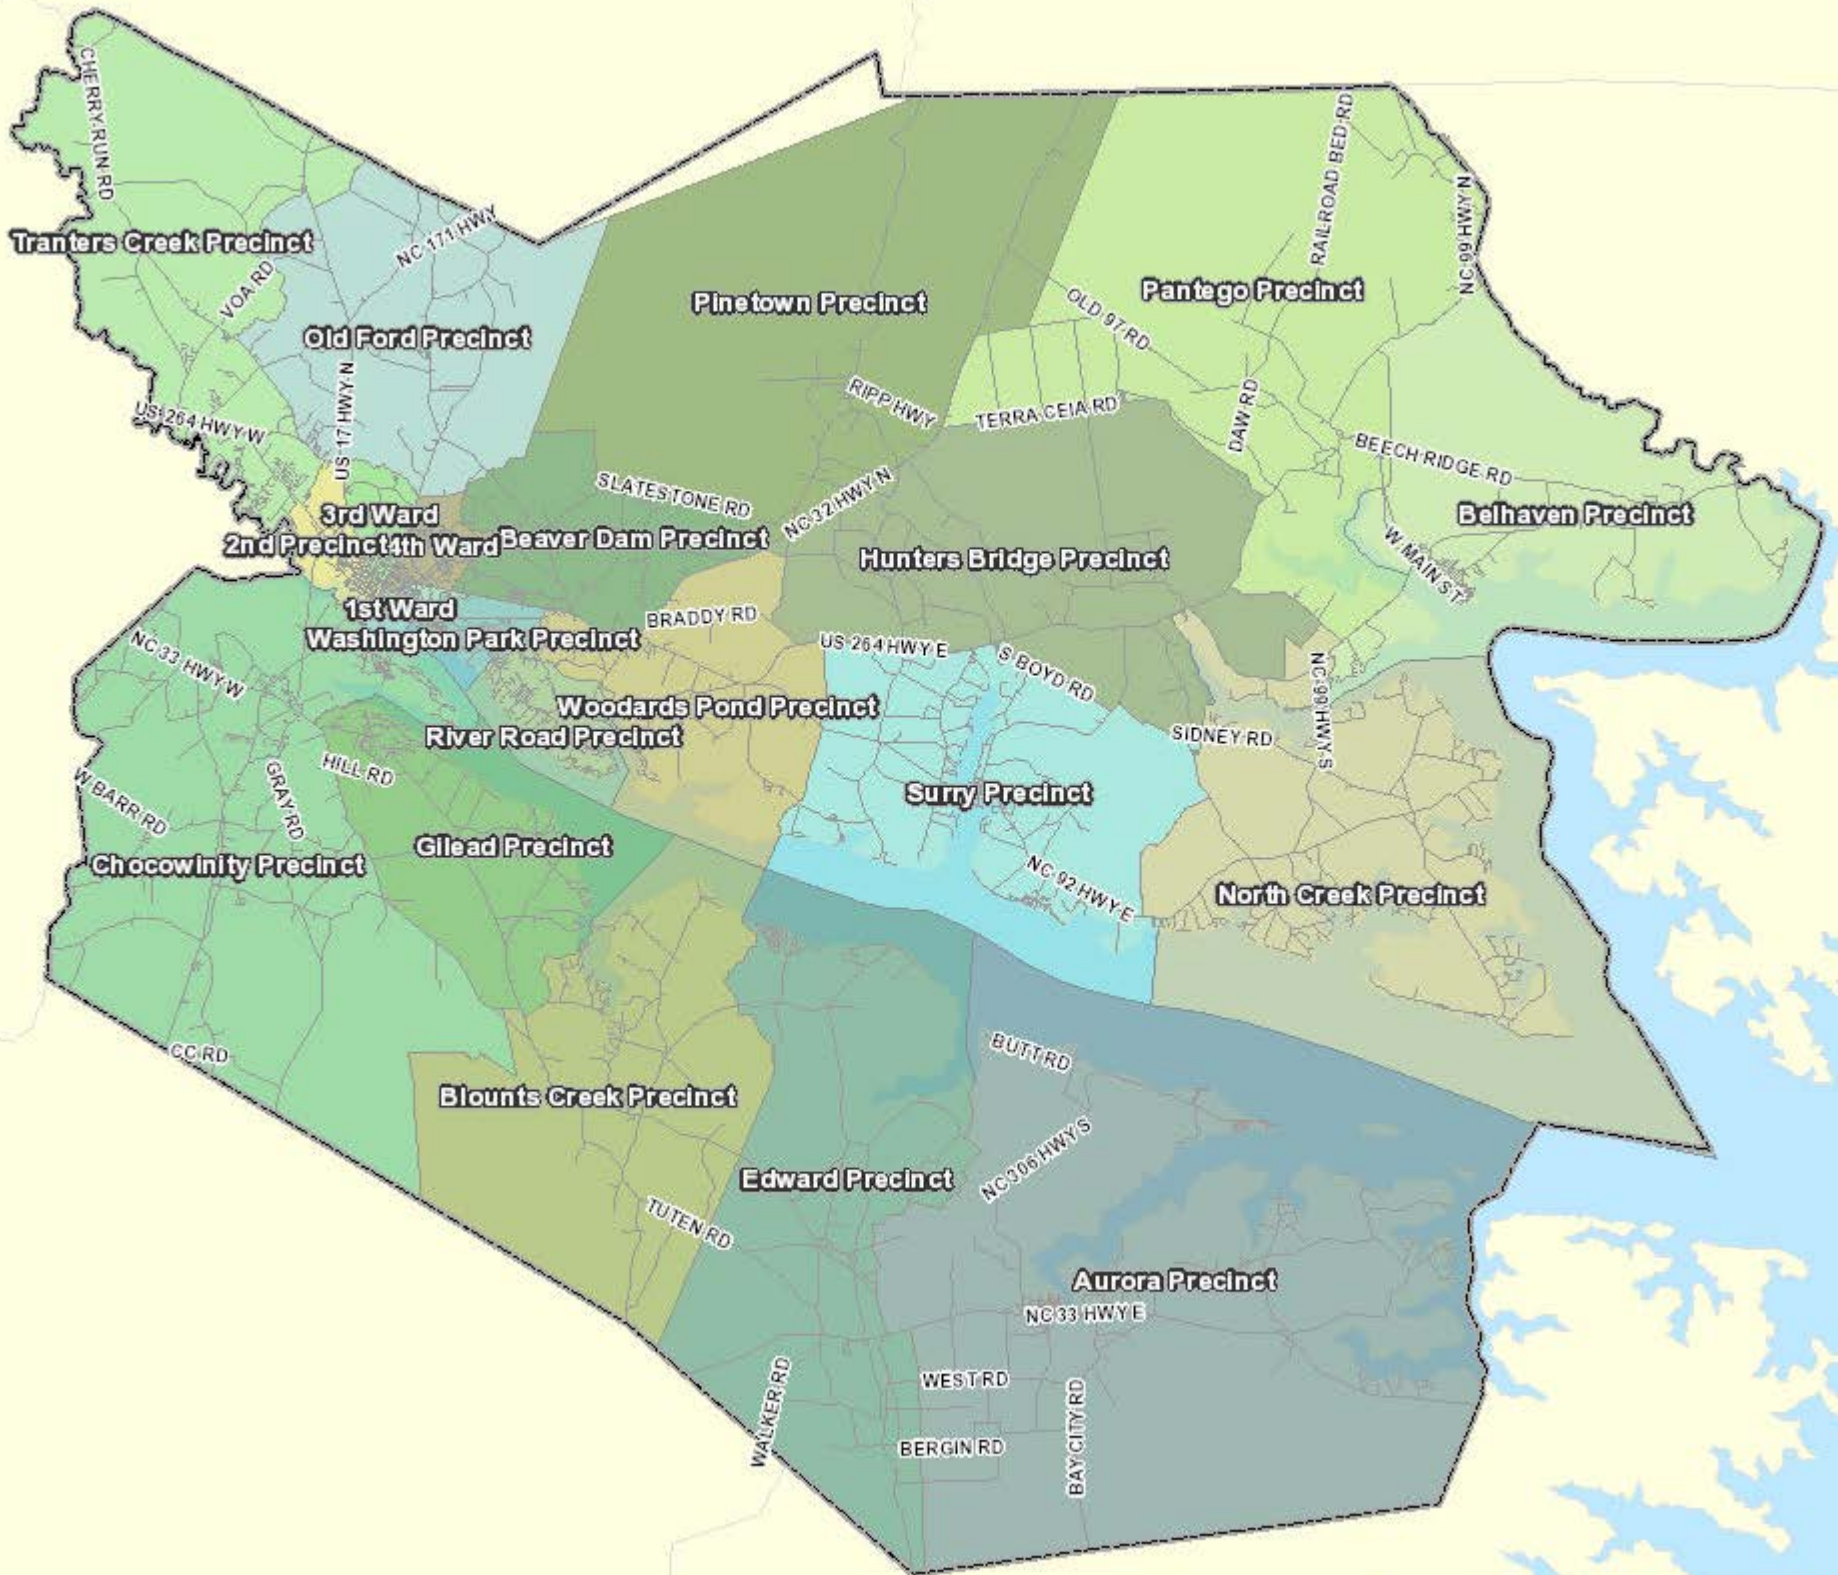 CHERRY RUN RD
RAILROAD BED RD
NC 99 HWY N
Tranters Creek Precinct
NC 171 HWY
VOA RD
Pinetown Precinct
Pantego Precinct
OLD 97 RD
Old Ford Precinct
US 17 HWY N
RIPP HWY
TERRA CEIA RD
DAW RD
US 264 HWY W
BEECH RIDGE RD
SLATESTONE RD
NC 32 HWY N
3rd Ward
Belhaven Precinct
2nd Precinct
4th Ward
Beaver Dam Precinct
Hunters Bridge Precinct
W MAIN ST
1st Ward
BRADDY RD
Washington Park Precinct
US 264 HWY E
S BOYD RD
NC 33 HWY W
NC 99 HWY S
Woodards Pond Precinct
River Road Precinct
SIDNEY RD
HILL RD
GRAY RD
W BARR RD
Surry Precinct
Gilead Precinct
Chocowinity Precinct
NC 92 HWY E
North Creek Precinct
CC RD
BUTT RD
Blounts Creek Precinct
NC 306 HWY S
Edward Precinct
TUTEN RD
Aurora Precinct
NC 33 HWY E
WEST RD
WALKER RD
BAY CITY RD
BERGIN RD